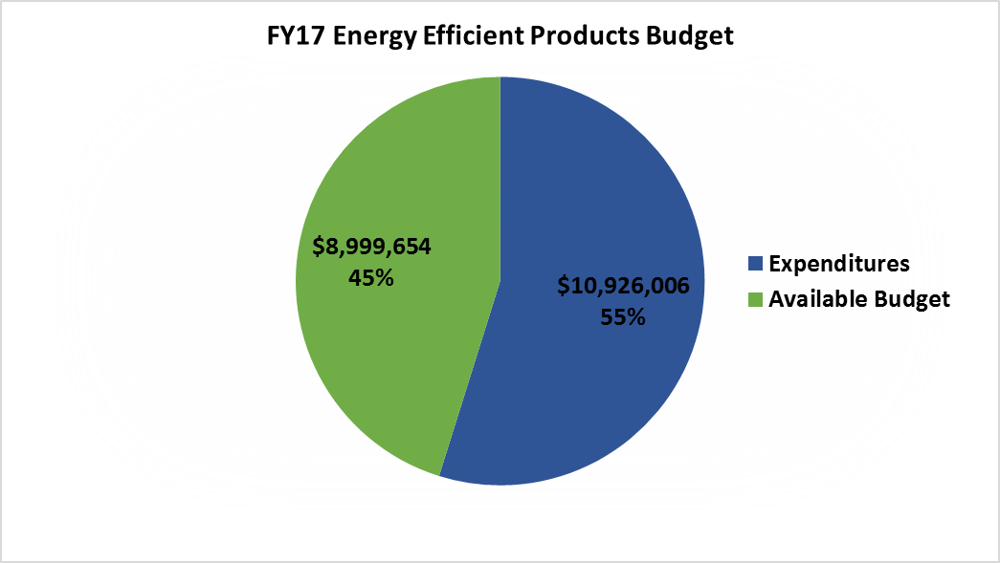 FY17 Energy Efficient Products Budget
$8,999,654
45%
$10,926,006
55%
Expenditures
Available Budget